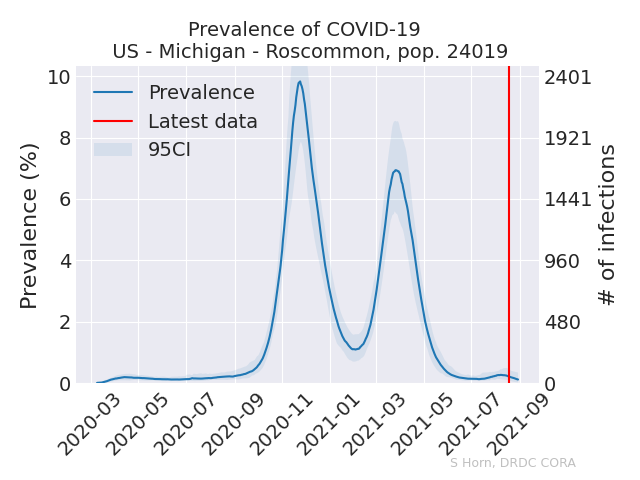 Prevalence of COVID-19
US - Michigan - Roscommon, pop. 24019
Prevalence (%)
10
8
6
4
2
0
Prevalence
Latest data
95CI
2401
1921
1441
960
480
0
# of infections
2020-03
2020-05
2020-07
2020-09
2020-11
2021-01
2021-03
2021-05
2021-07
2021-09
S Horn, DRDC CORA